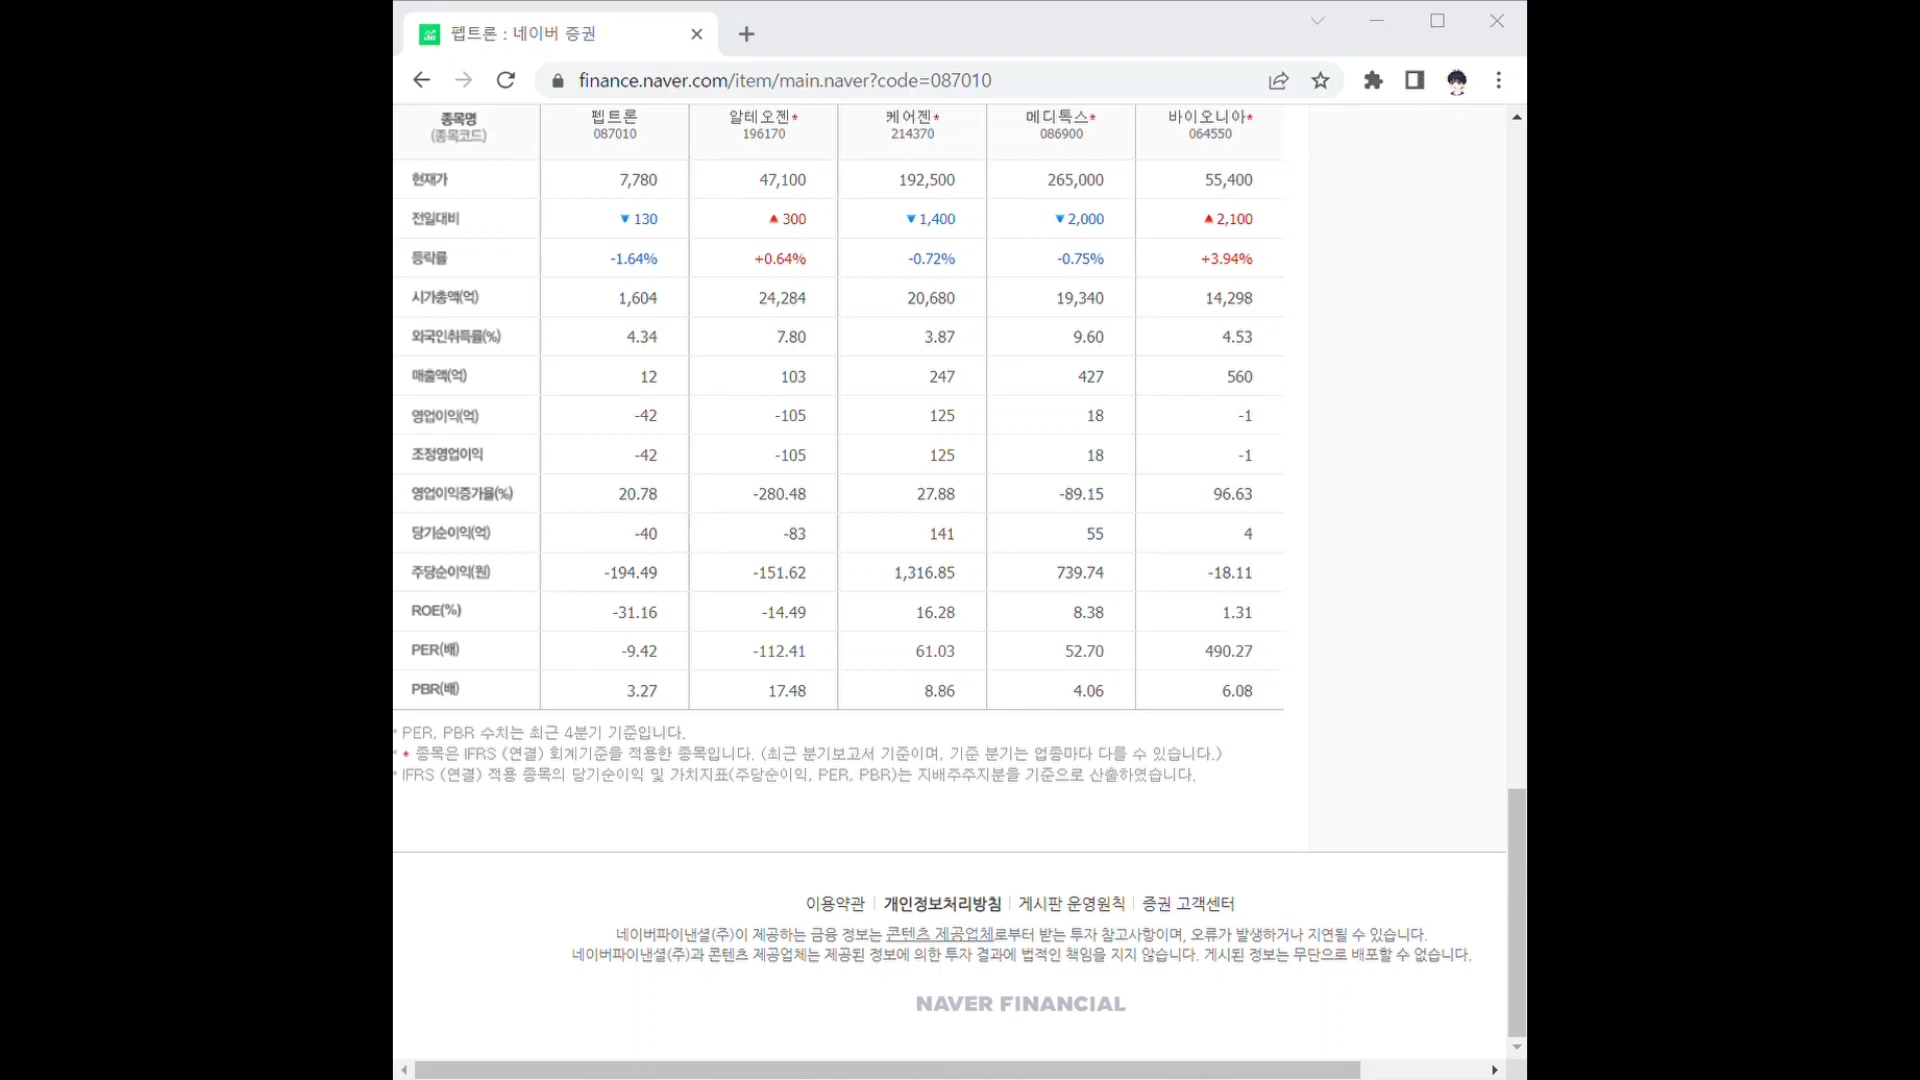 펩트론 : 네이버 증권
finance.naver.com/item/main.naver?code=087010
종목명 펩트론 알테오젠* 케어젠* 메디톡스* 바이오니아*
(종목코드) 087010 196170 214370 086900 064550
현재가 7,780 47,100 192,500 265,000 55,400
전일대비 ▼130 ▲300 ▼1,400 ▼2,000 ▲2,100
등락률 -1.64% +0.64% -0.72% -0.75% +3.94%
시가총액(억) 1,604 24,284 20,680 19,340 14,298
외국인취득률(%) 4.34 7.80 3.87 9.60 4.53
매출액(억) 12 103 247 427 560
영업이익(억) -42 -105 125 18 -1
조정영업이익 -42 -105 125 18 -1
영업이익증가율(%) 20.78 -280.48 27.88 -89.15 96.63
당기순이익(억) -40 -83 141 55 4
주당순이익(원) -194.49 -151.62 1,316.85 739.74 -18.11
ROE(%) -31.16 -14.49 16.28 8.38 1.31
PER(배) -9.42 -112.41 61.03 52.70 490.27
PBR(배) 3.27 17.48 8.86 4.06 6.08
* PER, PBR 수치는 최근 4분기 기준입니다.
* * 종목은 IFRS (연결) 회계기준을 적용한 종목입니다. (최근 분기보고서 기준이며, 기준 분기는 업종마다 다를 수 있습니다.)
* IFRS (연결) 적용 종목의 당기순이익 및 가치지표(주당순이익, PER, PBR)는 지배주주지분을 기준으로 산출하였습니다.
이용약관 | 개인정보처리방침 | 게시판 운영원칙 | 증권 고객센터
네이버파이낸셜(주)이 제공하는 금융 정보는 콘텐츠 제공업체로부터 받는 투자 참고사항이며, 오류가 발생하거나 지연될 수 있습니다.
네이버파이낸셜(주)과 콘텐츠 제공업체는 제공된 정보에 의한 투자 결과에 법적인 책임을 지지 않습니다. 게시된 정보는 무단으로 배포할 수 없습니다.
NAVER FINANCIAL